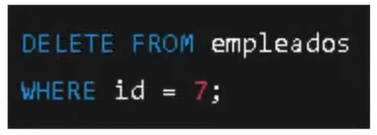 DELETE FROM empleados
WHERE id = 7;